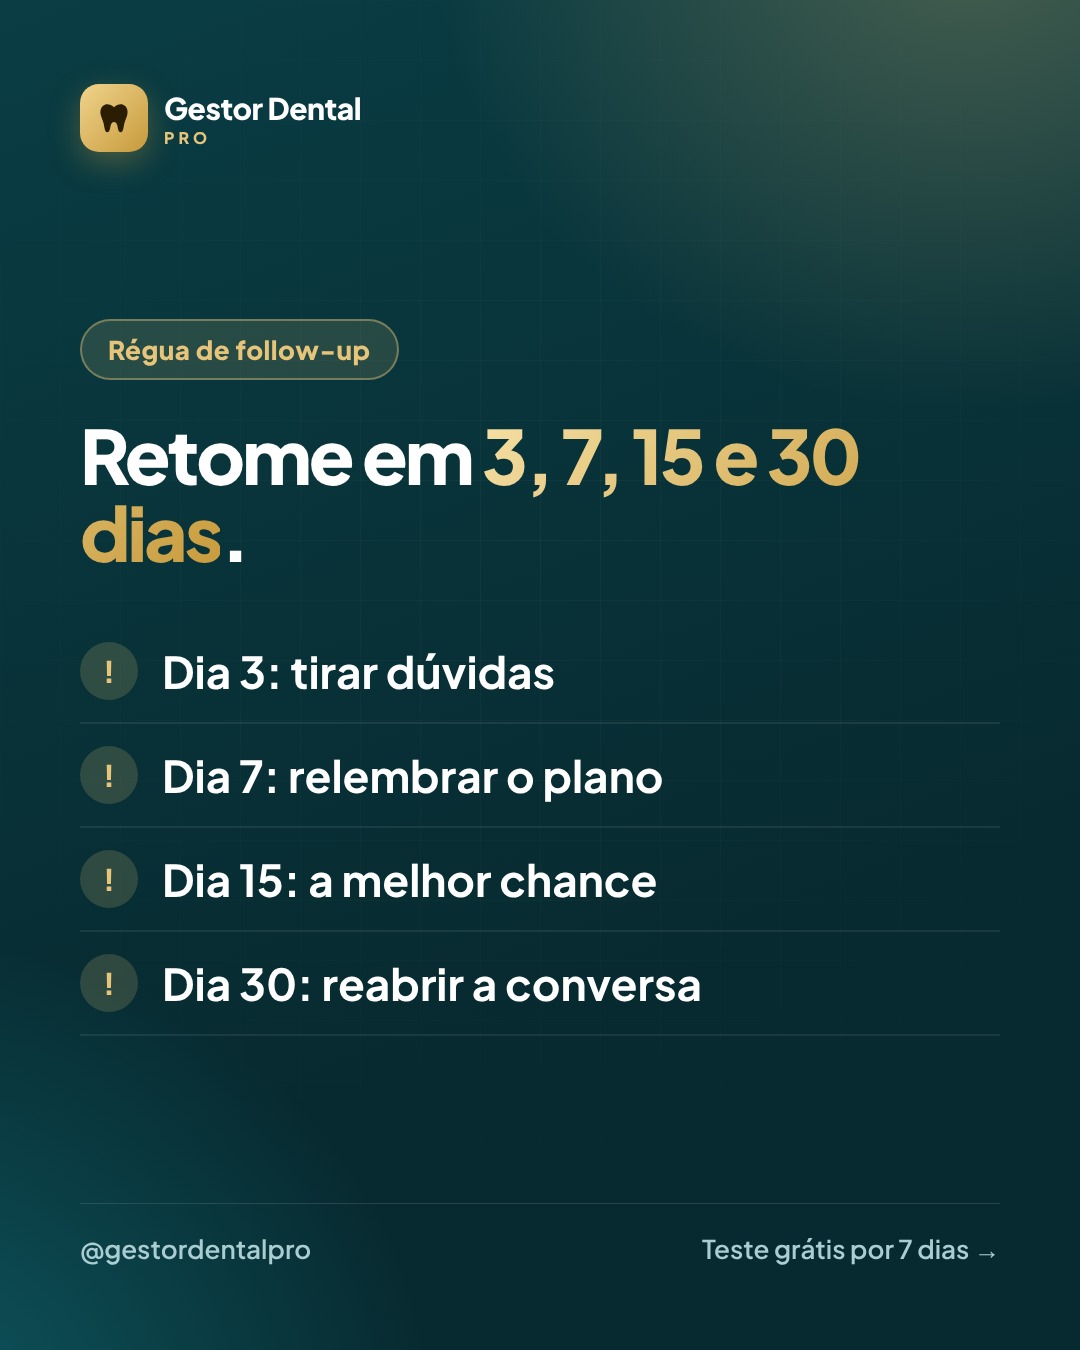 Gestor Dental
PRO
Régua de follow-up
Retome em 3, 7, 15 e 30
dias.
! Dia 3: tirar dúvidas
! Dia 7: relembrar o plano
! Dia 15: a melhor chance
! Dia 30: reabrir a conversa
@gestordentalpro
Teste grátis por 7 dias →